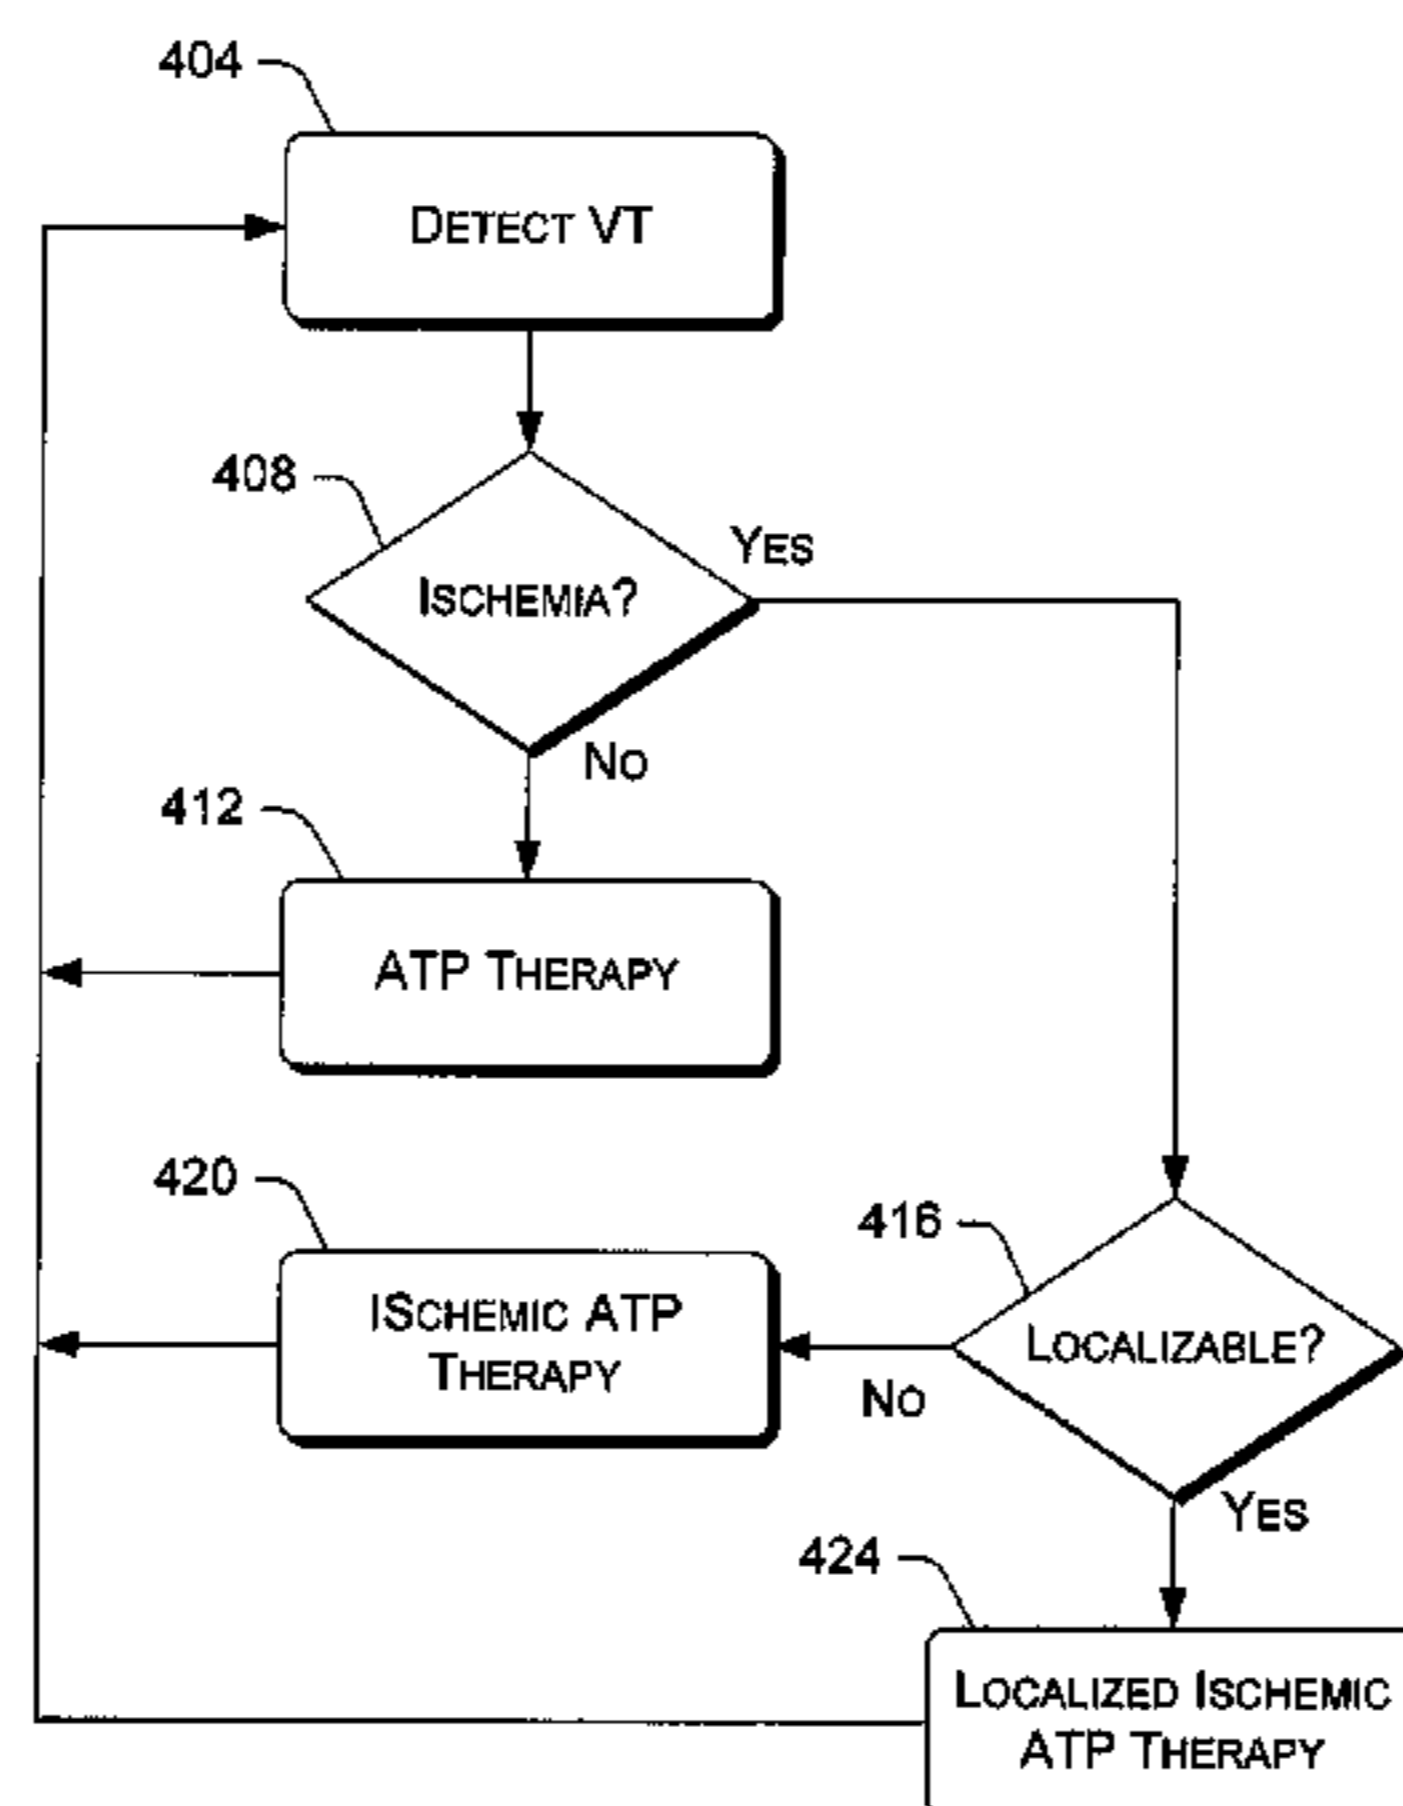 404
DETECT VT
408
YES
ISCHEMIA?
NO
412
ATP THERAPY
420
416
ISCHEMIC ATP
THERAPY
LOCALIZABLE?
NO
YES
424
LOCALIZED ISCHEMIC
ATP THERAPY